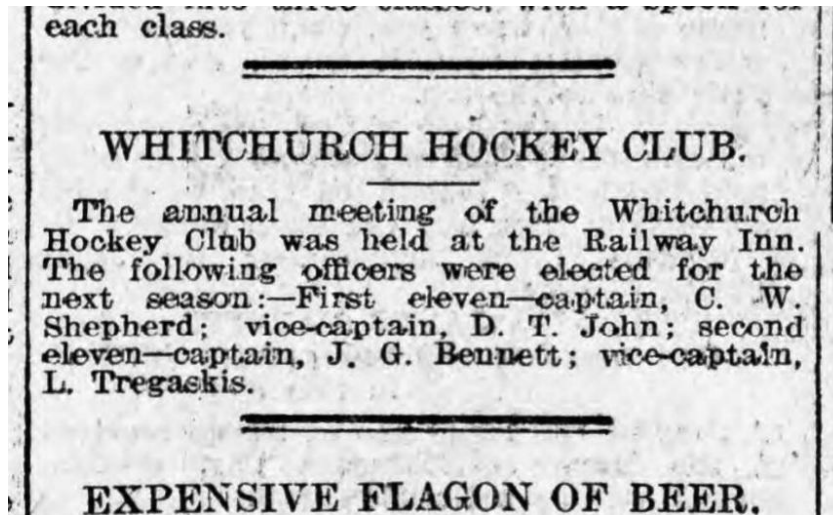 each class.
WHITCHURCH HOCKEY CLUB.
The annual meeting of the Whitchurch
Hockey Club was held at the Railway Inn.
The following officers were elected for the
next season:—First eleven—captain, C. W.
Shepherd; vice-captain, D. T. John; second
eleven—captain, J. G. Bennett; vice-captain,
L. Tregaskis.
EXPENSIVE FLAGON OF BEER.